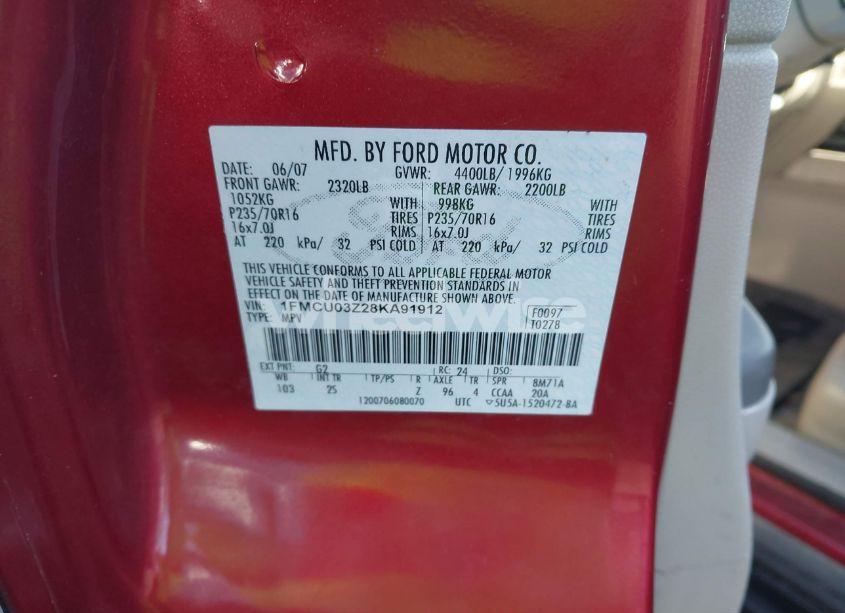 MFD. BY FORD MOTOR CO.
DATE: 06/07 GVWR: 4400LB/ 1996KG
FRONT GAWR: 2320LB REAR GAWR: 2200LB
1052KG WITH 998KG WITH
P235/70R16 TIRES P235/70R16 TIRES
16x7.0J RIMS 16x7.0J RIMS
AT 220 kPa/ 32 PSI COLD AT 220 kPa/ 32 PSI COLD
THIS VEHICLE CONFORMS TO ALL APPLICABLE FEDERAL MOTOR
VEHICLE SAFETY AND THEFT PREVENTION STANDARDS IN
EFFECT ON THE DATE OF MANUFACTURE SHOWN ABOVE.
VIN: 1FMCU03Z28KA91912 F0097
TYPE: MPV T0278
wheelwise
EXT PNT: G2 RC: 24 DSO:
WB INT TR TP/PS R AXLE TR SPR 8M71A
103 2S Z 96 4 CCAA 20A
1200706080070 UTC ▽5U5A-1520472-BA